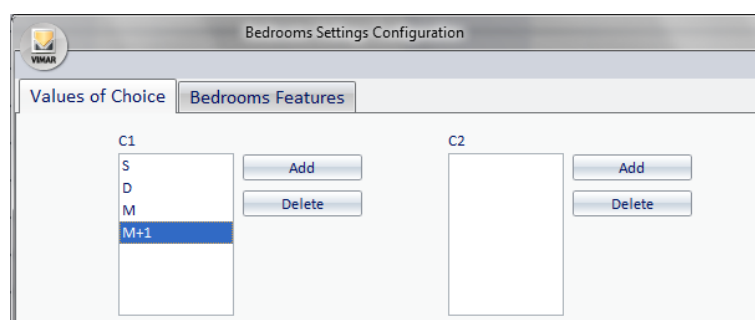 Bedrooms Settings Configuration
VIMAR
Values of Choice Bedrooms Features
C1 C2
S Add Add
D
M Delete Delete
M+1